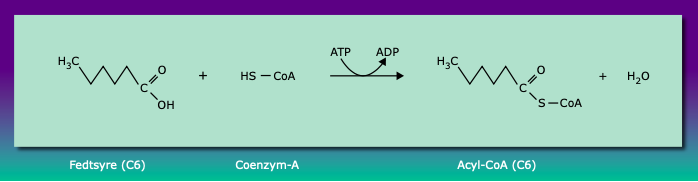 H₃C
C
O
OH
+
HS — CoA
ATP
ADP
H₃C
C
O
S — CoA
+
H₂O
Fedtsyre (C6)
Coenzym-A
Acyl-CoA (C6)